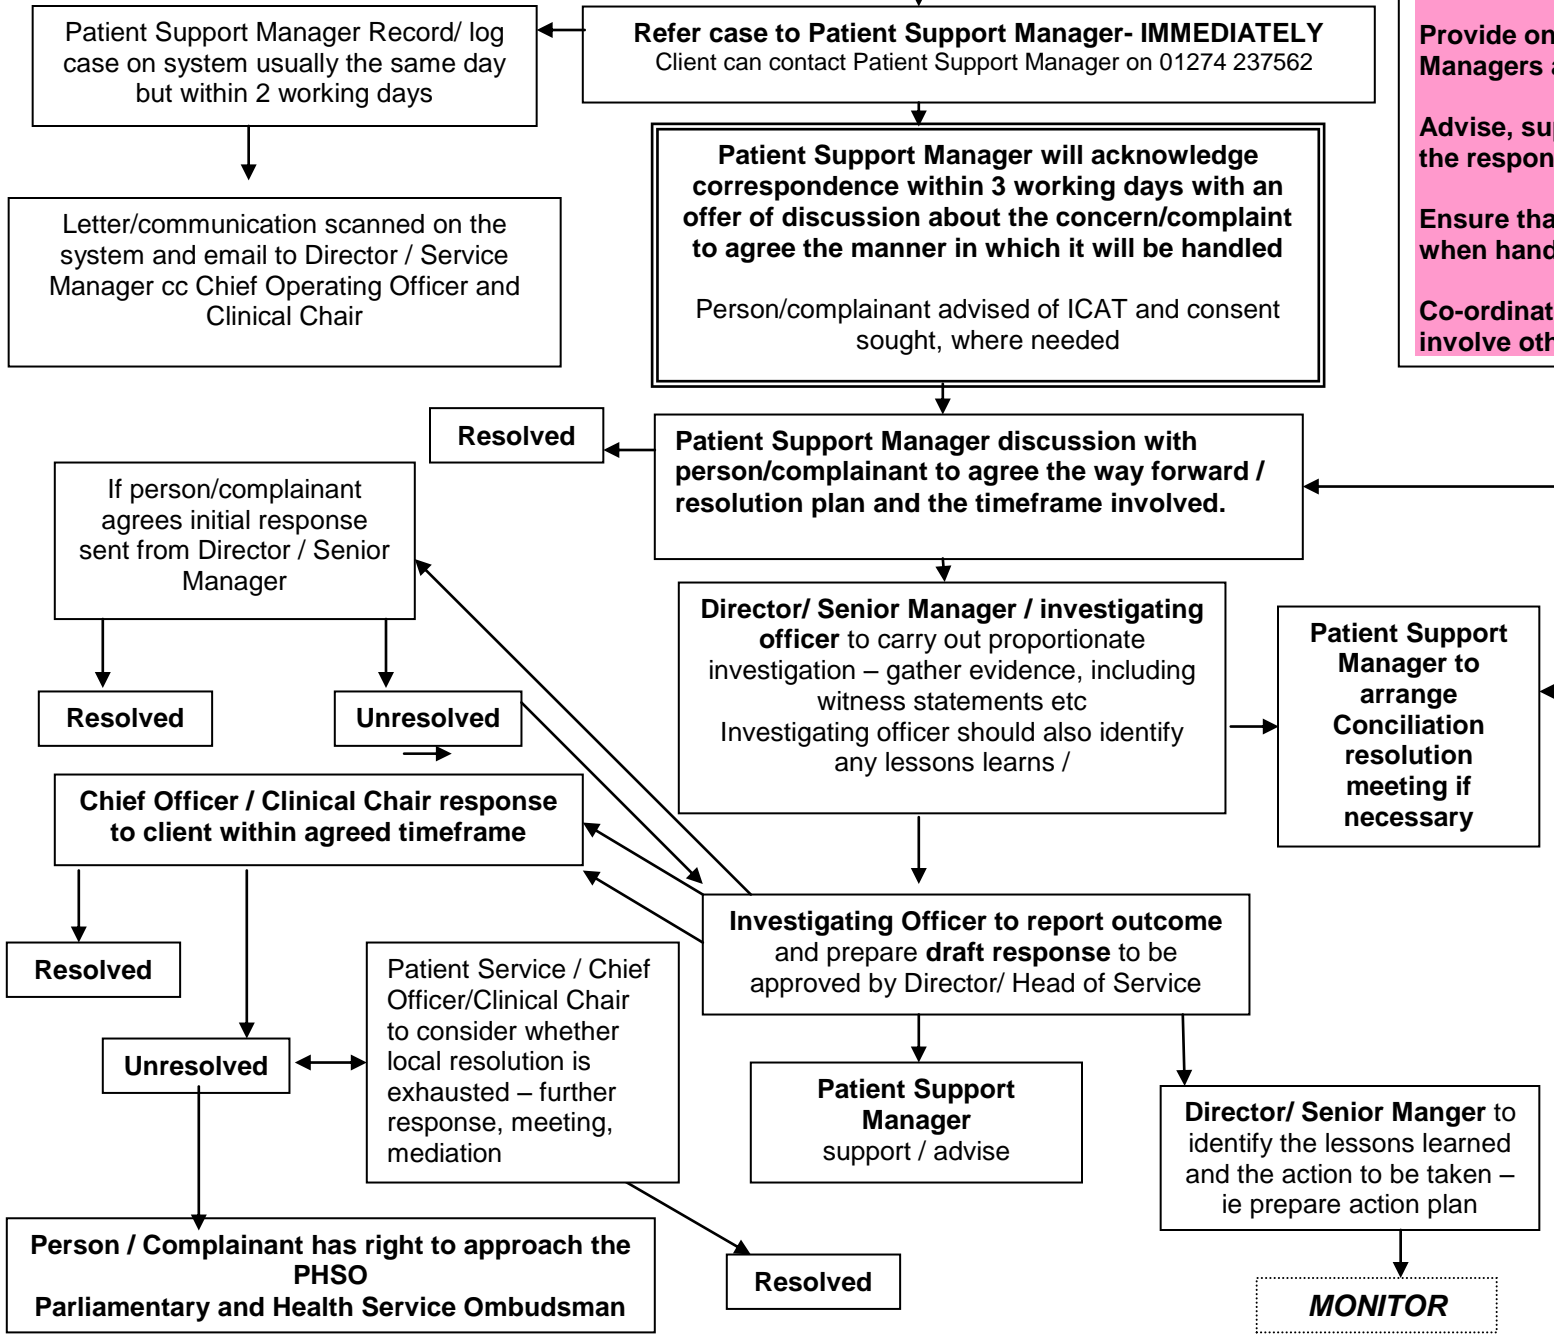 Patient Support Manager Record/ log
case on system usually the same day
but within 2 working days
Refer case to Patient Support Manager- IMMEDIATELY
Client can contact Patient Support Manager on 01274 237562
Provide on
Managers a
Advise, su
the respon
Ensure tha
when hand
Co-ordinat
involve oth
Patient Support Manager will acknowledge
correspondence within 3 working days with an
offer of discussion about the concern/complaint
to agree the manner in which it will be handled
Person/complainant advised of ICAT and consent
sought, where needed
Letter/communication scanned on the
system and email to Director / Service
Manager cc Chief Operating Officer and
Clinical Chair
Resolved
Patient Support Manager discussion with
person/complainant to agree the way forward /
resolution plan and the timeframe involved.
If person/complainant
agrees initial response
sent from Director / Senior
Manager
Director/ Senior Manager / investigating
officer to carry out proportionate
investigation – gather evidence, including
witness statements etc
Investigating officer should also identify
any lessons learns /
Patient Support
Manager to
arrange
Conciliation
resolution
meeting if
necessary
Resolved
Unresolved
Chief Officer / Clinical Chair response
to client within agreed timeframe
Investigating Officer to report outcome
and prepare draft response to be
approved by Director/ Head of Service
Resolved
Patient Service / Chief
Officer/Clinical Chair
to consider whether
local resolution is
exhausted – further
response, meeting,
mediation
Unresolved
Patient Support
Manager
support / advise
Director/ Senior Manger to
identify the lessons learned
and the action to be taken –
ie prepare action plan
Person / Complainant has right to approach the
PHSO
Parliamentary and Health Service Ombudsman
Resolved
MONITOR